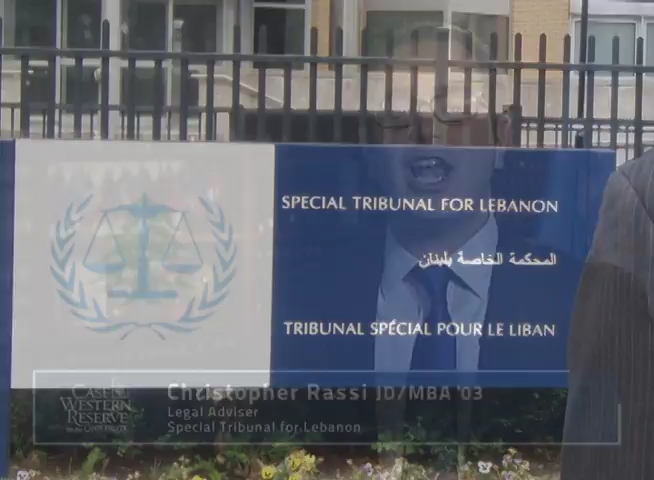 SPECIAL TRIBUNAL FOR LEBANON
المحكمة الخاصة بلبنان
TRIBUNAL SPÉCIAL POUR LE LIBAN
CASE
WESTERN
RESERVE
Christopher Rassi JD/MBA '03
Legal Adviser
Special Tribunal for Lebanon